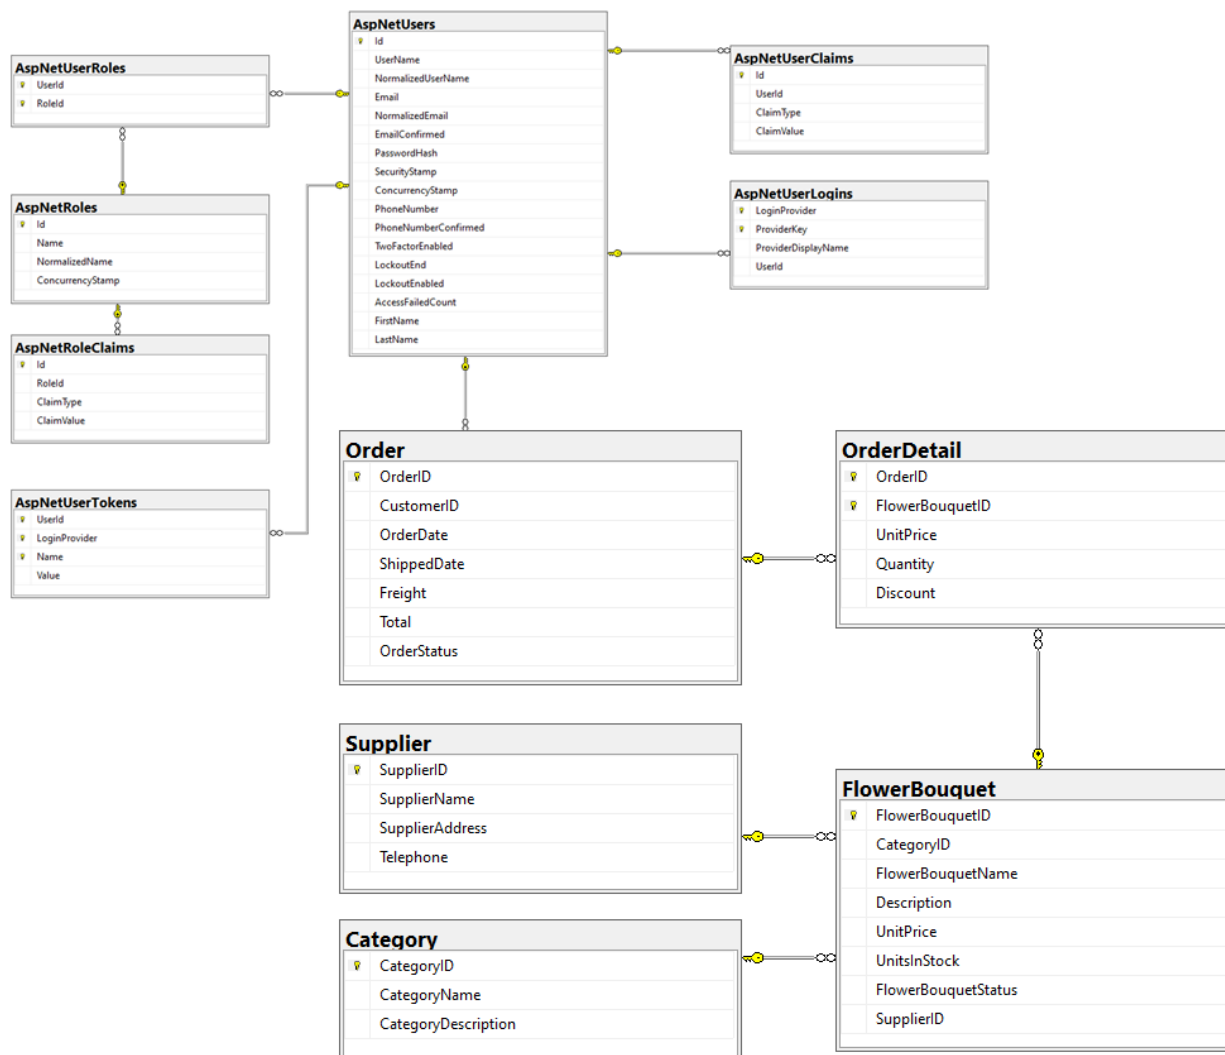 AspNetUsers
Id
UserName
NormalizedUserName
Email
NormalizedEmail
EmailConfirmed
PasswordHash
SecurityStamp
ConcurrencyStamp
PhoneNumber
PhoneNumberConfirmed
TwoFactorEnabled
LockoutEnd
LockoutEnabled
AccessFailedCount
FirstName
LastName
AspNetUserRoles
UserId
RoleId
AspNetRoles
Id
Name
NormalizedName
ConcurrencyStamp
AspNetRoleClaims
Id
RoleId
ClaimType
ClaimValue
AspNetUserTokens
UserId
LoginProvider
Name
Value
AspNetUserClaims
Id
UserId
ClaimType
ClaimValue
AspNetUserLogins
LoginProvider
ProviderKey
ProviderDisplayName
UserId
Order
OrderID
CustomerID
OrderDate
ShippedDate
Freight
Total
OrderStatus
OrderDetail
OrderID
FlowerBouquetID
UnitPrice
Quantity
Discount
Supplier
SupplierID
SupplierName
SupplierAddress
Telephone
FlowerBouquet
FlowerBouquetID
CategoryID
FlowerBouquetName
Description
UnitPrice
UnitsInStock
FlowerBouquetStatus
SupplierID
Category
CategoryID
CategoryName
CategoryDescription